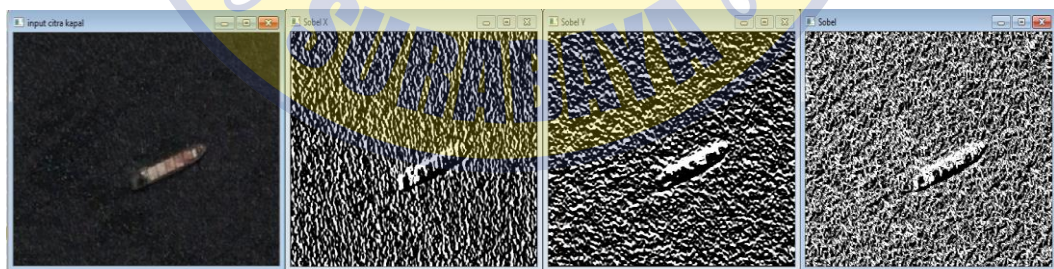 input citra kapal
Sobel X
Sobel Y
Sobel
SURABAYA